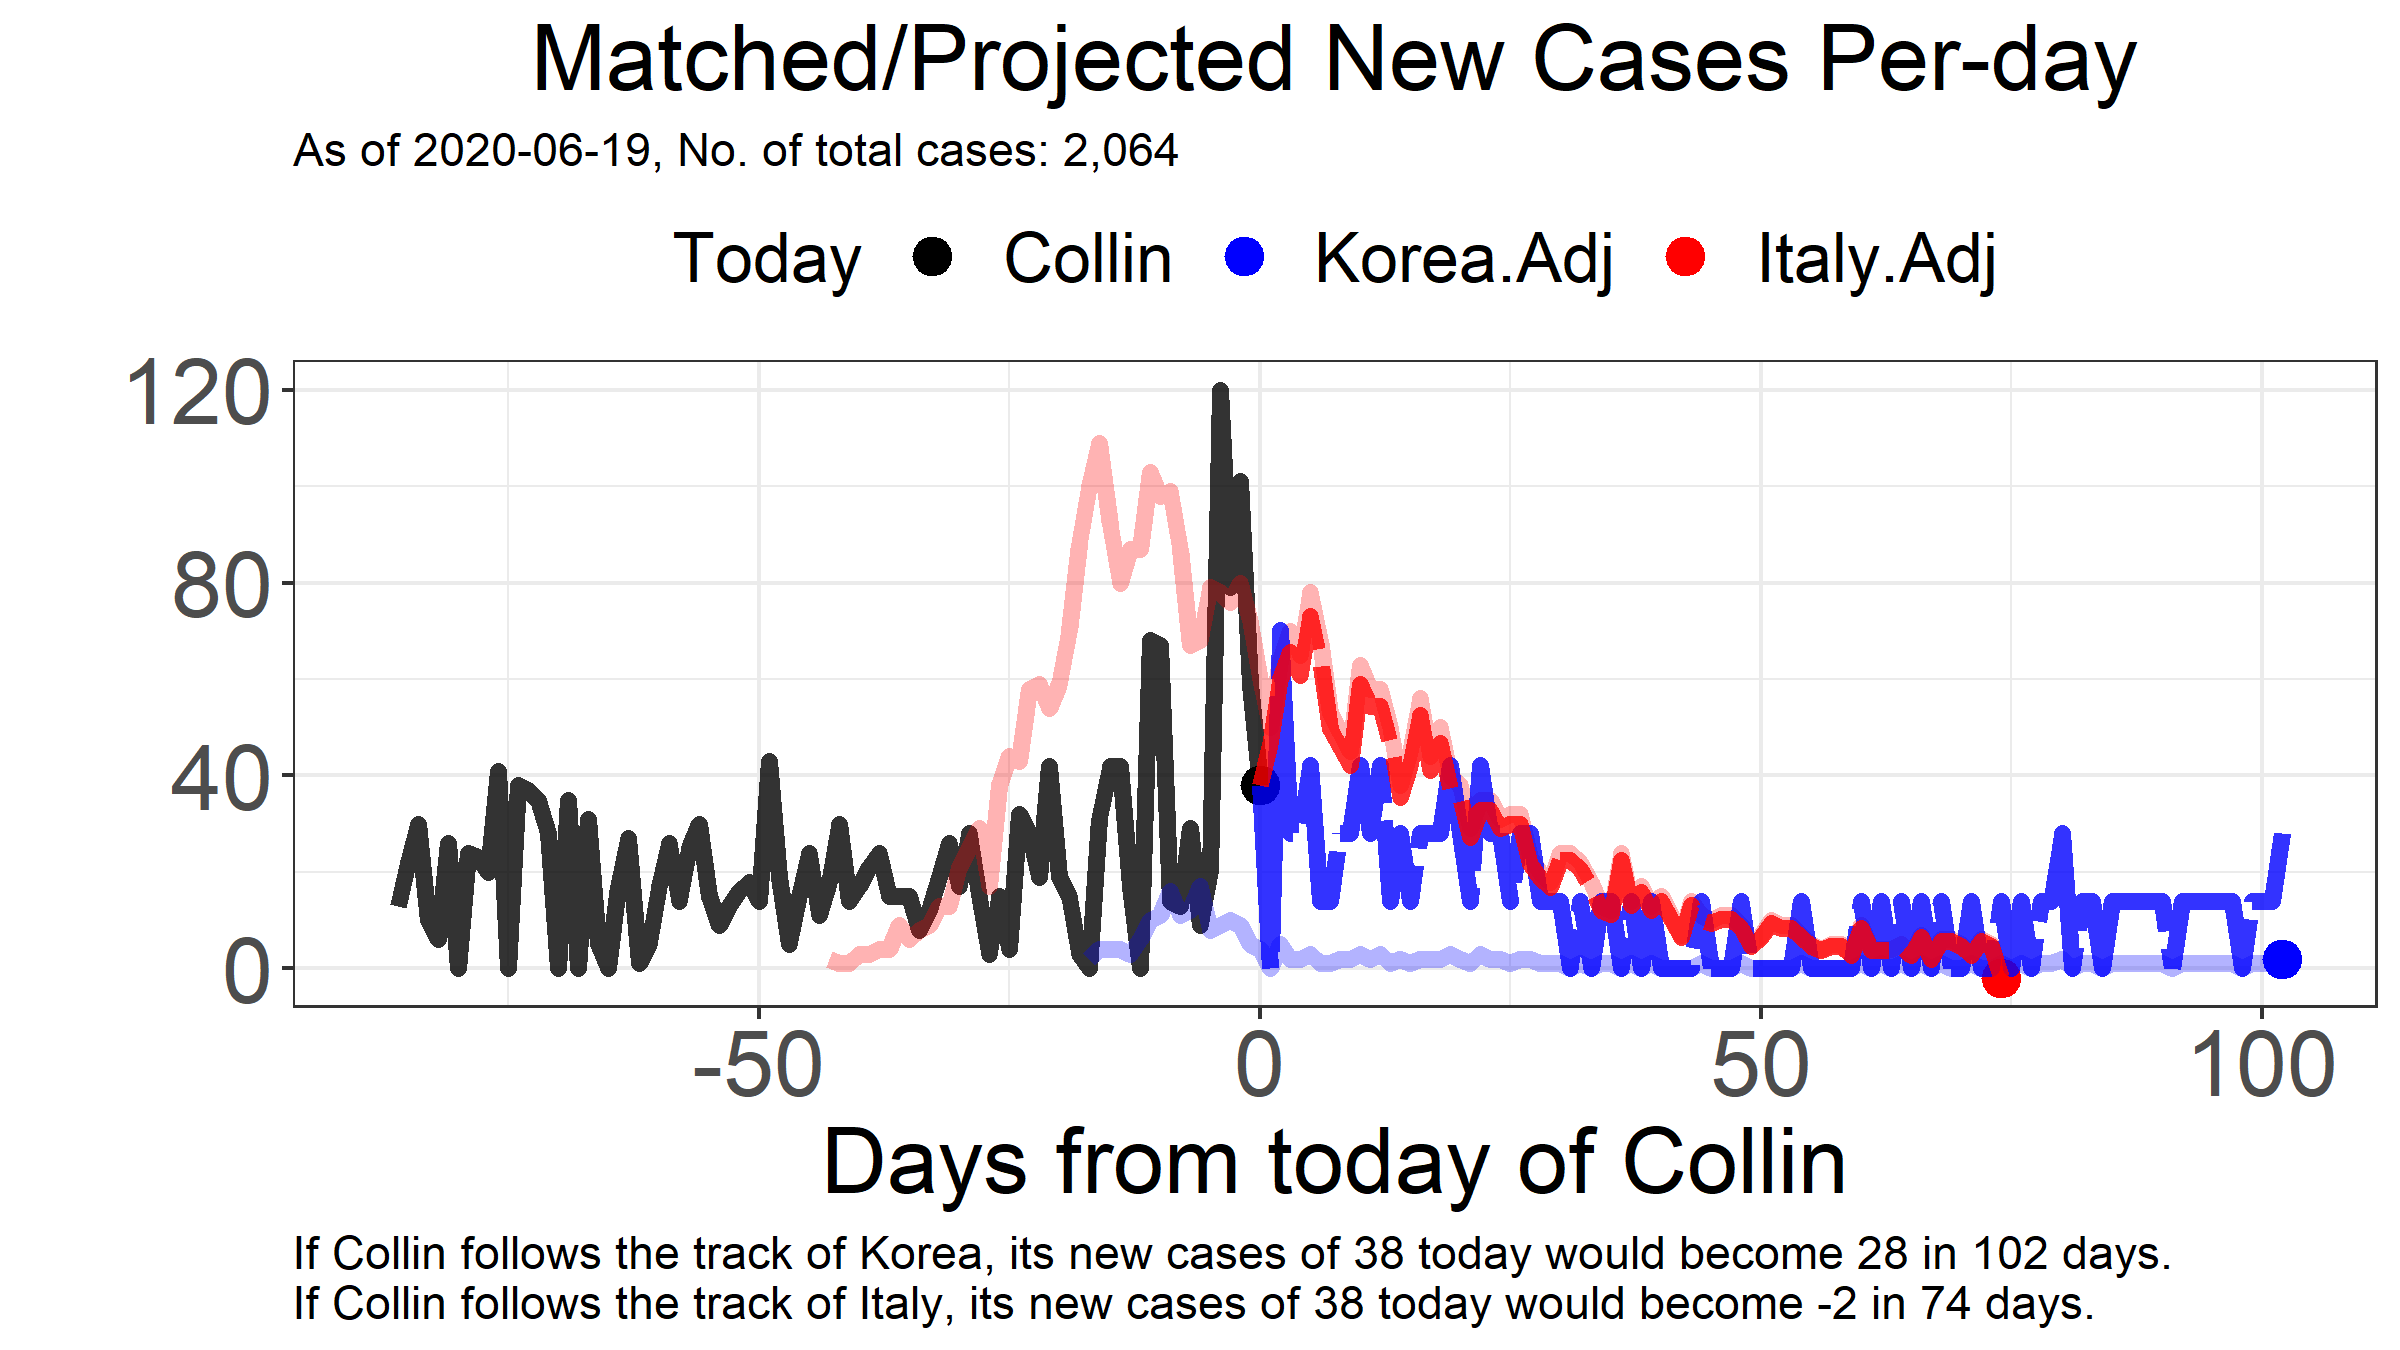 Matched/Projected New Cases Per-day
As of 2020-06-19, No. of total cases: 2,064
Today Collin Korea.Adj Italy.Adj
120
80
40
0
-50 0 50 100
Days from today of Collin
If Collin follows the track of Korea, its new cases of 38 today would become 28 in 102 days.
If Collin follows the track of Italy, its new cases of 38 today would become -2 in 74 days.